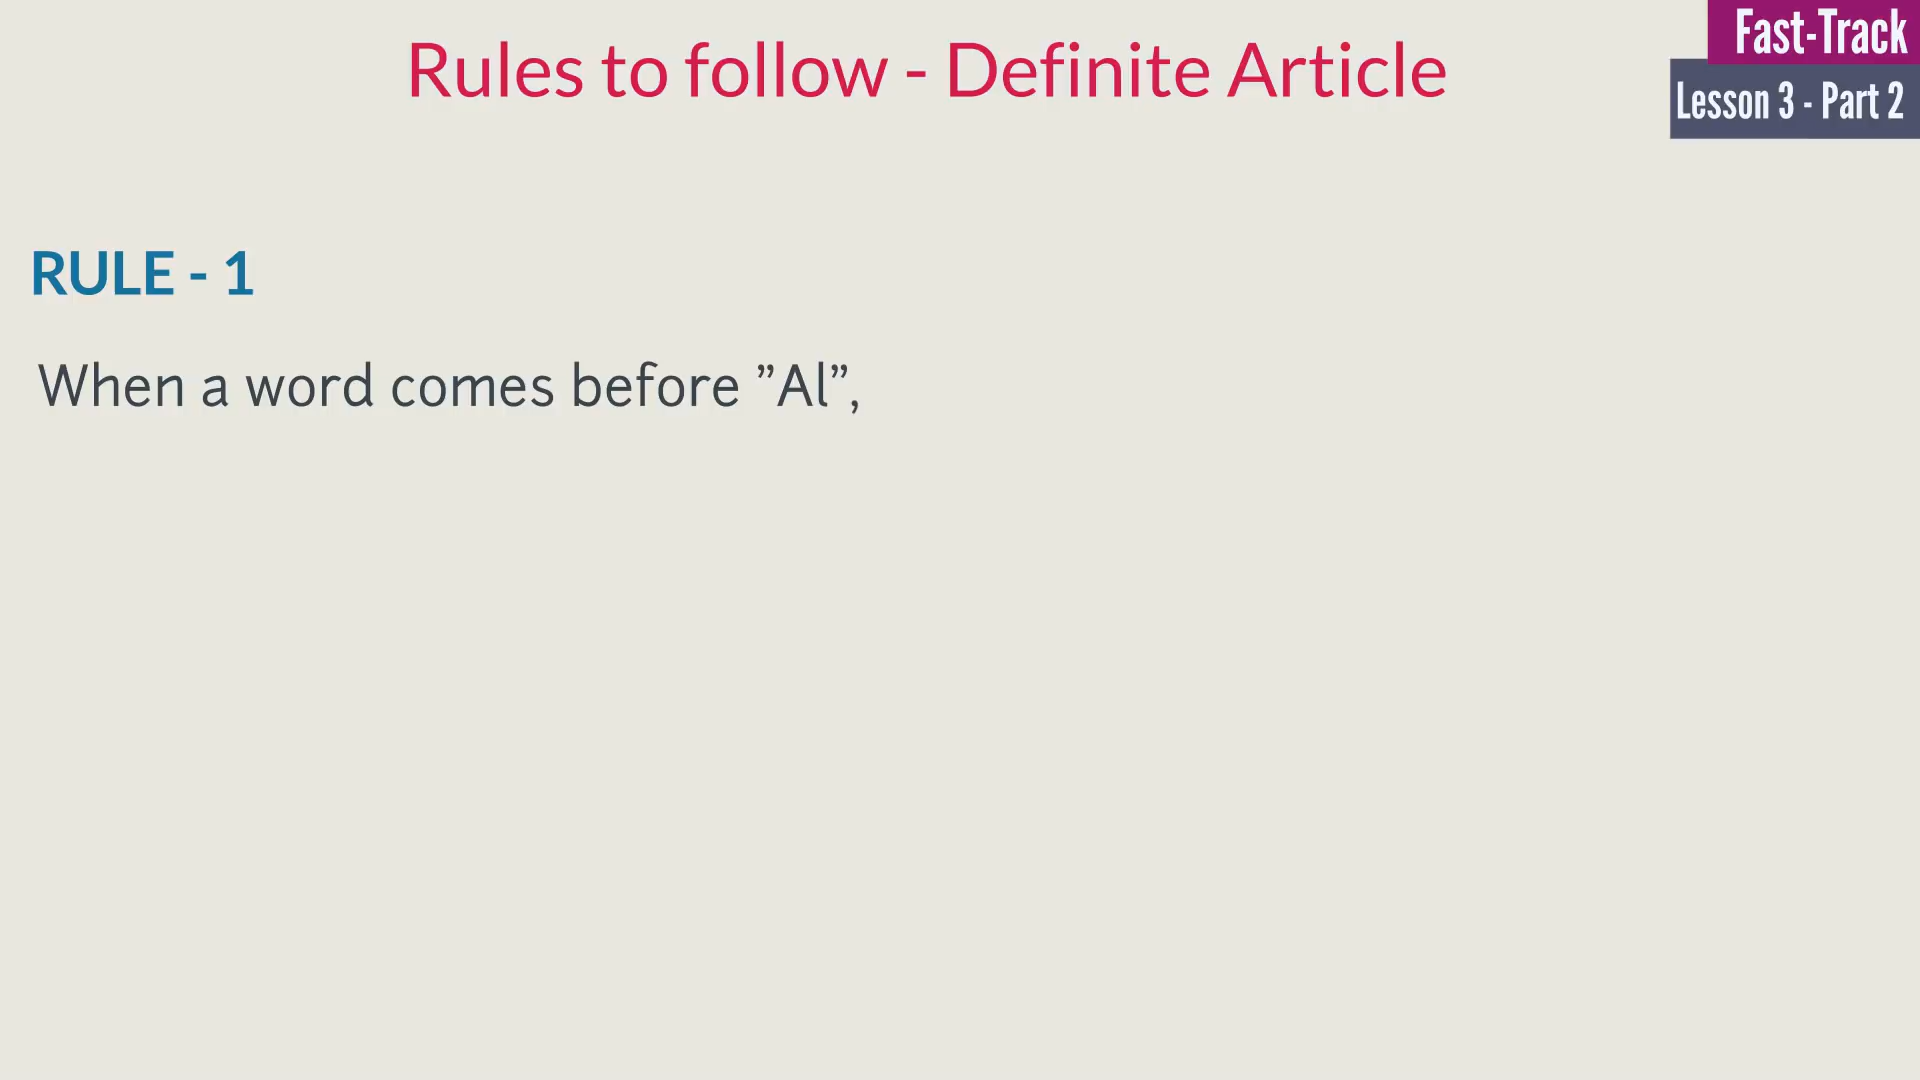 Rules to follow - Definite Article
Fast-Track
Lesson 3 - Part 2
RULE - 1
When a word comes before ”Al”,